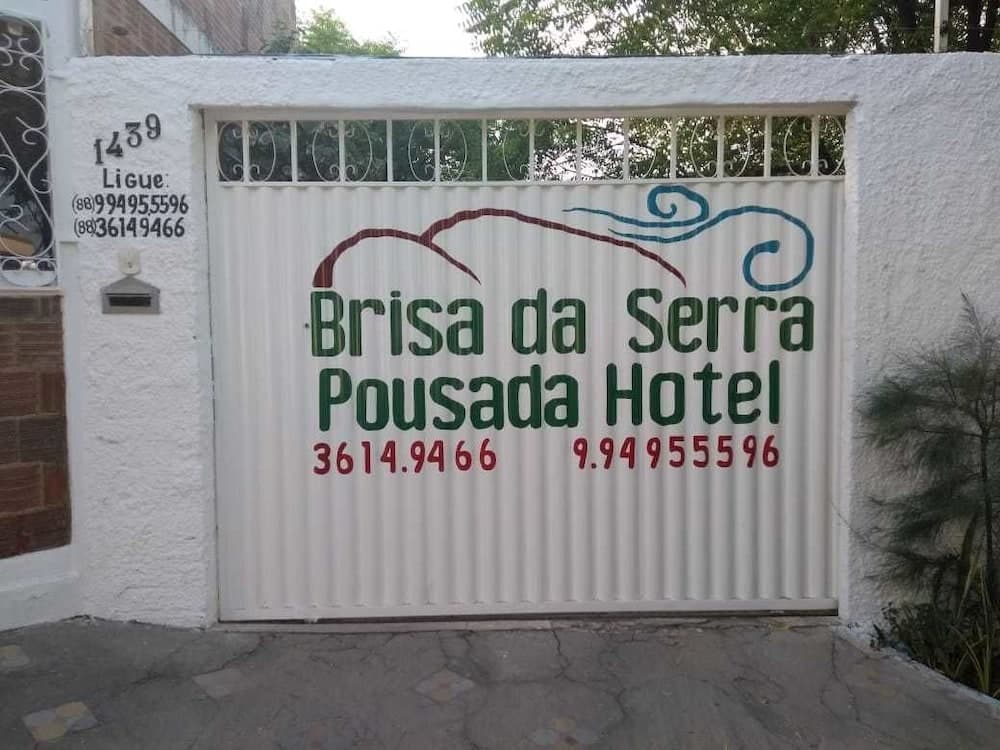 1439
Ligue:
(88)994955596
(88)36149466
Brisa da Serra
Pousada Hotel
3614.9466 9.94955596